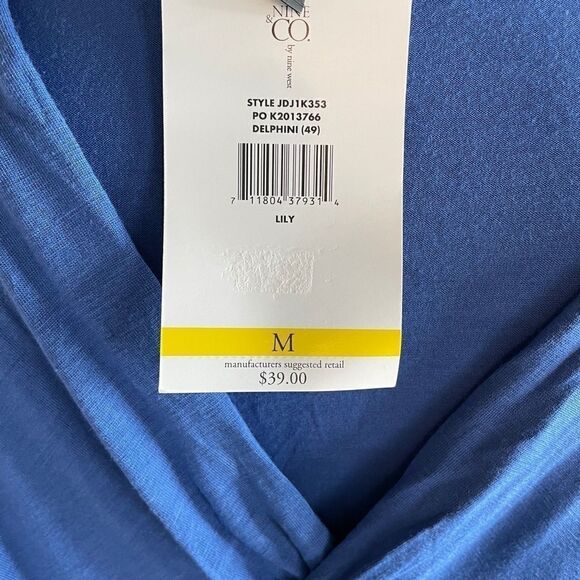 NINE
& CO.
by nine west
STYLE JDJ1K353
PO K2013766
DELPHINI (49)
7 11804 37931 4
LILY
M
manufacturers suggested retail
$39.00